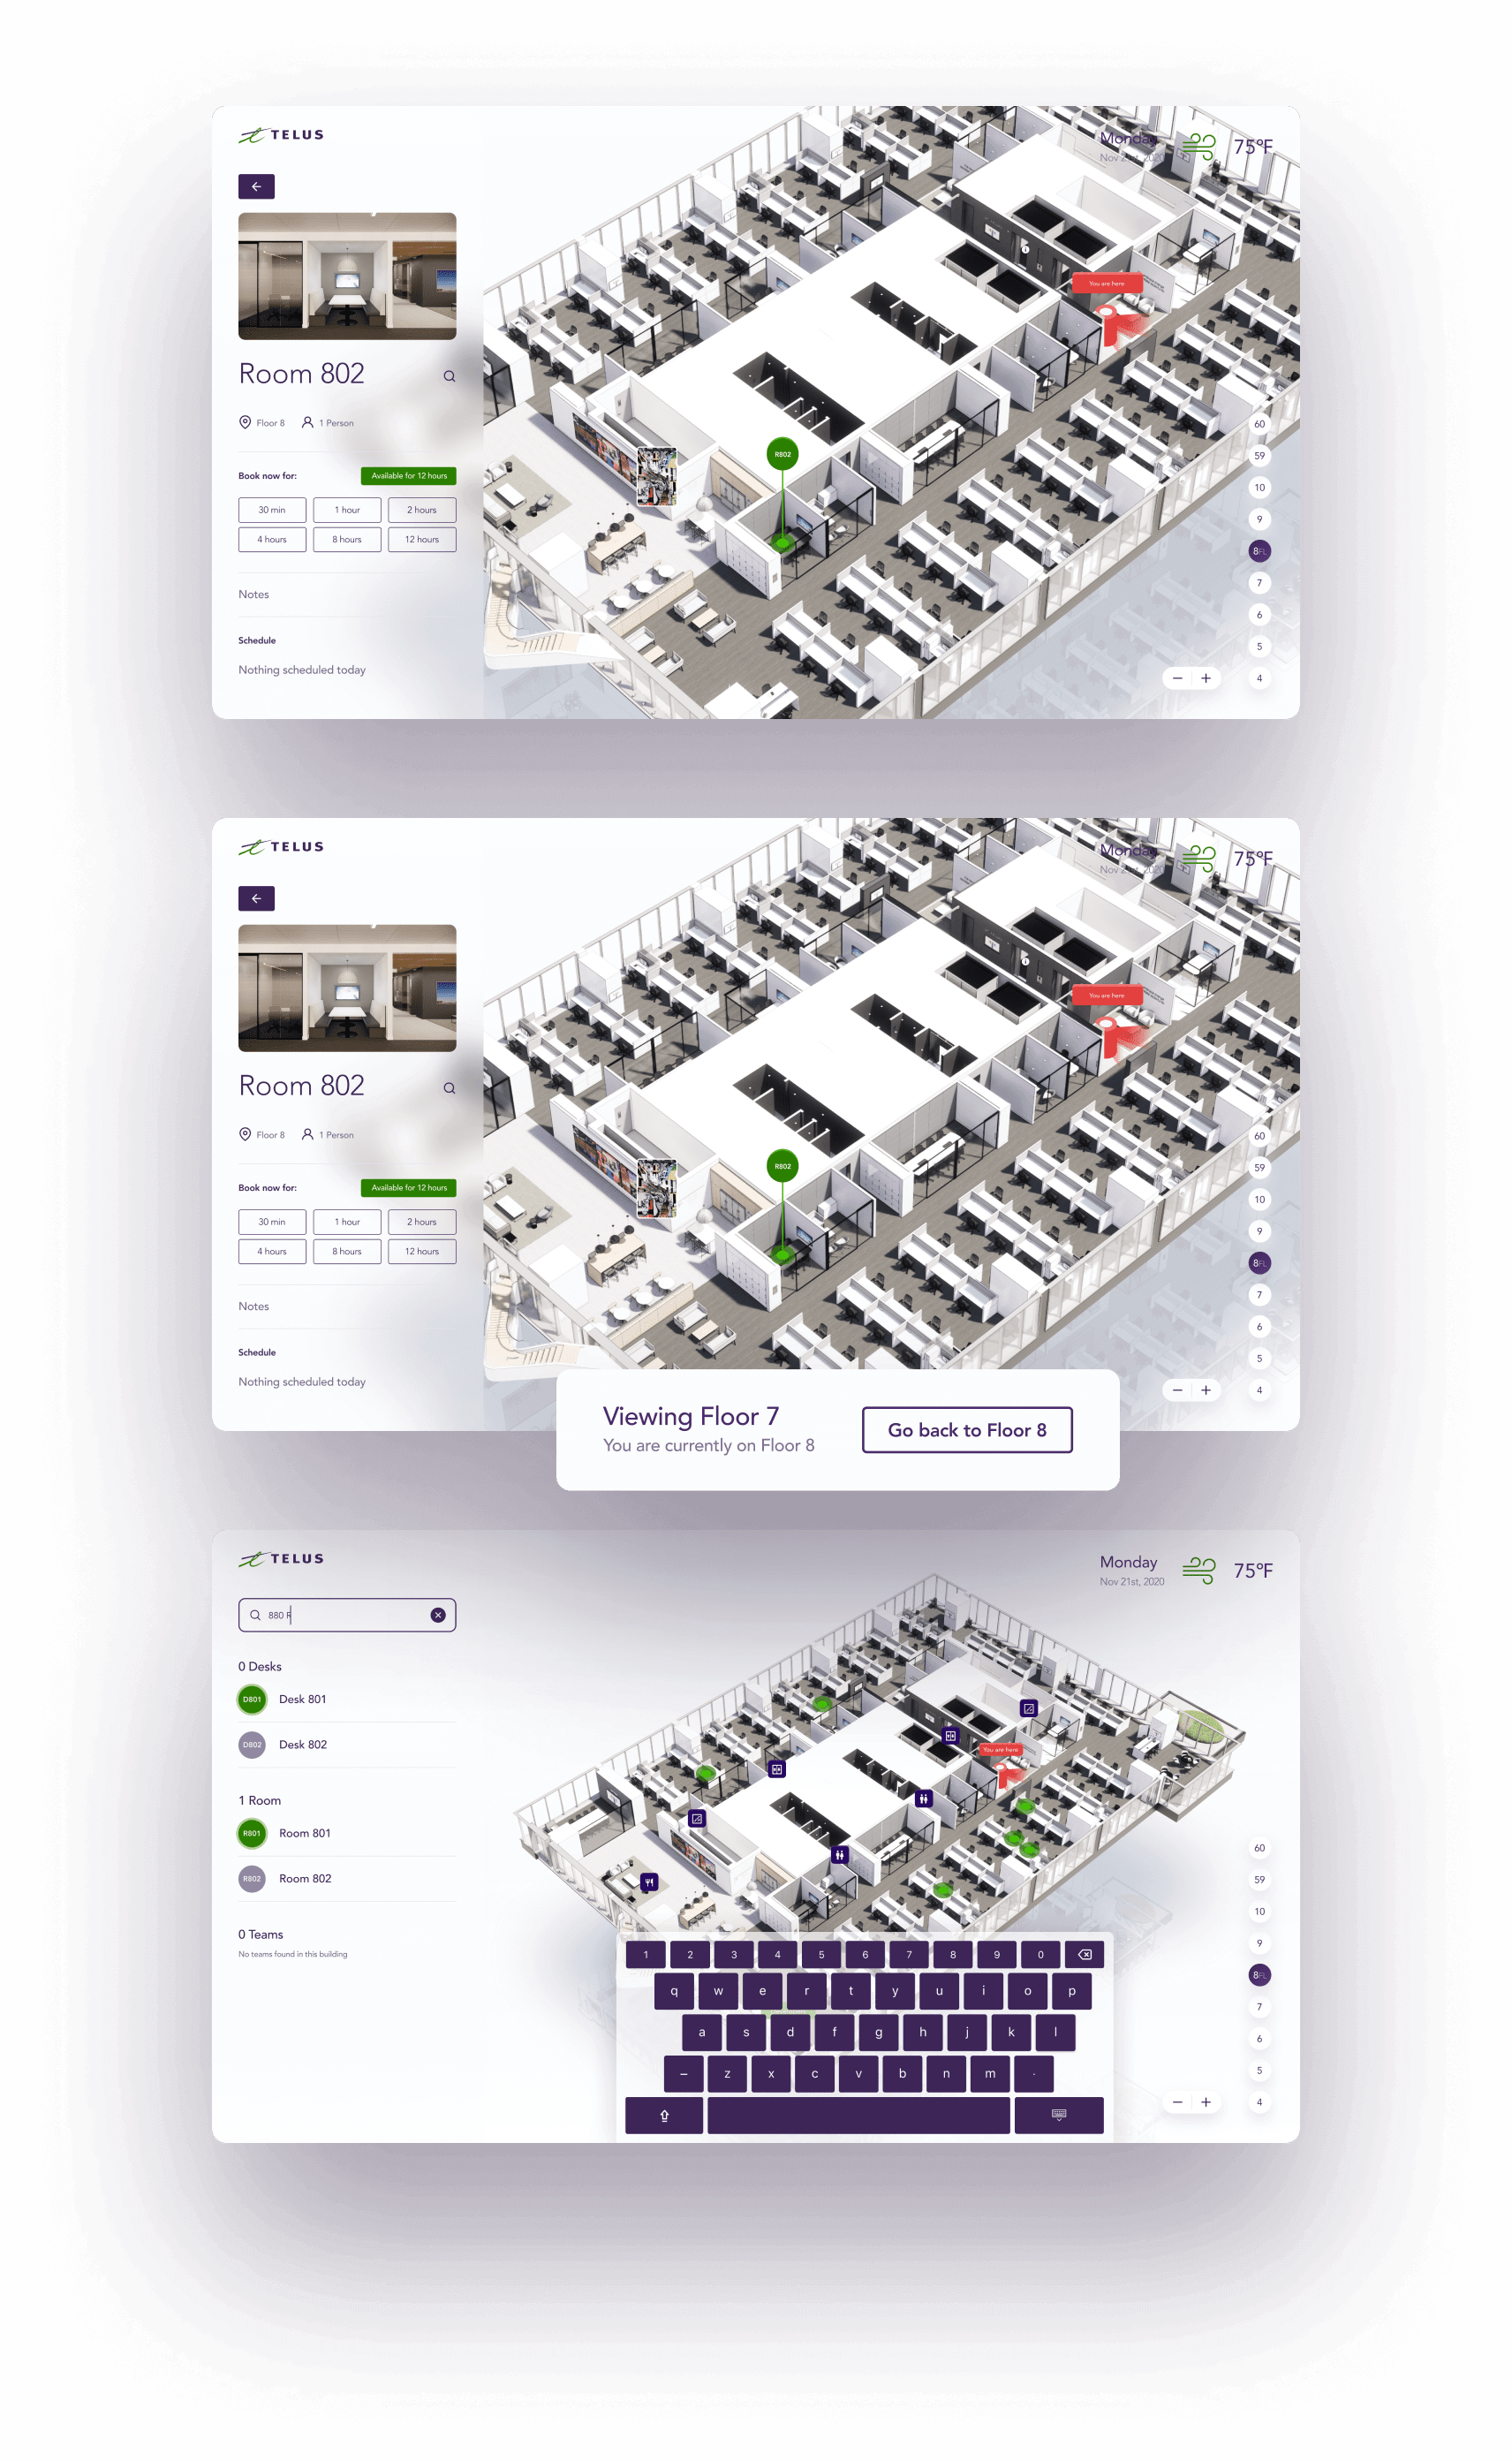 TELUS
Monday
Nov 21st, 2020
75°F
You are here
Room 802
Floor 8
1 Person
R802
Book now for:
Available for 12 hours
30 min
1 hour
2 hours
4 hours
8 hours
12 hours
Notes
Schedule
Nothing scheduled today
60
59
10
9
8FL
7
6
5
4
TELUS
Monday
Nov 21st, 2020
75°F
You are here
Room 802
Floor 8
1 Person
R802
Book now for:
Available for 12 hours
30 min
1 hour
2 hours
4 hours
8 hours
12 hours
Notes
Schedule
Nothing scheduled today
60
59
10
9
8FL
7
6
5
4
Viewing Floor 7
You are currently on Floor 8
Go back to Floor 8
TELUS
Monday
Nov 21st, 2020
75°F
880 R
0 Desks
D801 Desk 801
D802 Desk 802
1 Room
R801 Room 801
R802 Room 802
0 Teams
No teams found in this building
You are here
60
59
10
9
8FL
7
6
5
4
1 2 3 4 5 6 7 8 9 0
q w e r t y u i o p
a s d f g h j k l
– z x c v b n m .